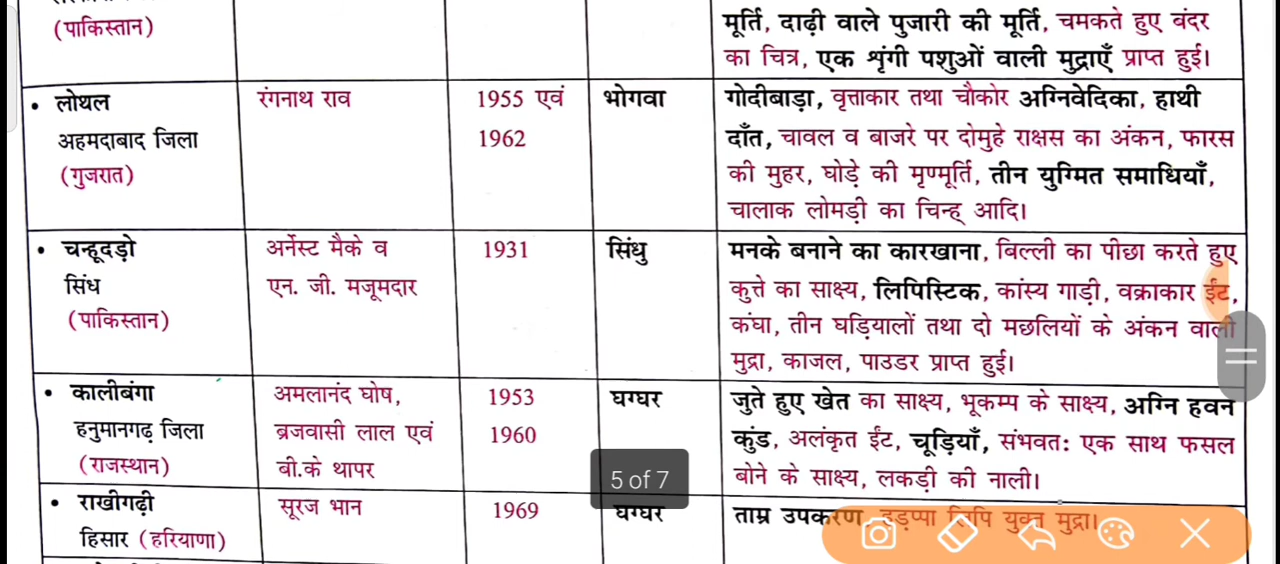 (पाकिस्तान)
मूर्ति, दाढ़ी वाले पुजारी की मूर्ति, चमकते हुए बंदर
का चित्र, एक श्रृंगी पशुओं वाली मुद्राएँ प्राप्त हुई।
• लोथल
अहमदाबाद जिला
(गुजरात)
रंगनाथ राव
1955 एवं
1962
भोगवा
गोदीबाड़ा, वृत्ताकार तथा चौकोर अग्निवेदिका, हाथी
दाँत, चावल व बाजरे पर दोमुहे राक्षस का अंकन, फारस
की मुहर, घोड़े की मृण्मूर्ति, तीन युग्मित समाधियाँ,
चालाक लोमड़ी का चिन्ह् आदि।
• चन्हूदड़ो
सिंध
(पाकिस्तान)
अर्नेस्ट मैके व
एन. जी. मजूमदार
1931
सिंधु
मनके बनाने का कारखाना, बिल्ली का पीछा करते हुए
कुत्ते का साक्ष्य, लिपिस्टिक, कांस्य गाड़ी, वक्राकार ईंट,
कंघा, तीन घड़ियालों तथा दो मछलियों के अंकन वाली
मुद्रा, काजल, पाउडर प्राप्त हुई।
• कालीबंगा
हनुमानगढ़ जिला
(राजस्थान)
अमलानंद घोष,
ब्रजवासी लाल एवं
बी.के थापर
1953
1960
घग्घर
जुते हुए खेत का साक्ष्य, भूकम्प के साक्ष्य, अग्नि हवन
कुंड, अलंकृत ईंट, चूड़ियाँ, संभवतः एक साथ फसल
बोने के साक्ष्य, लकड़ी की नाली।
5 of 7
• राखीगढ़ी
हिसार (हरियाणा)
सूरज भान
1969
घग्घर
ताम्र उपकरण, हड़प्पा लिपि युक्त मुद्रा।